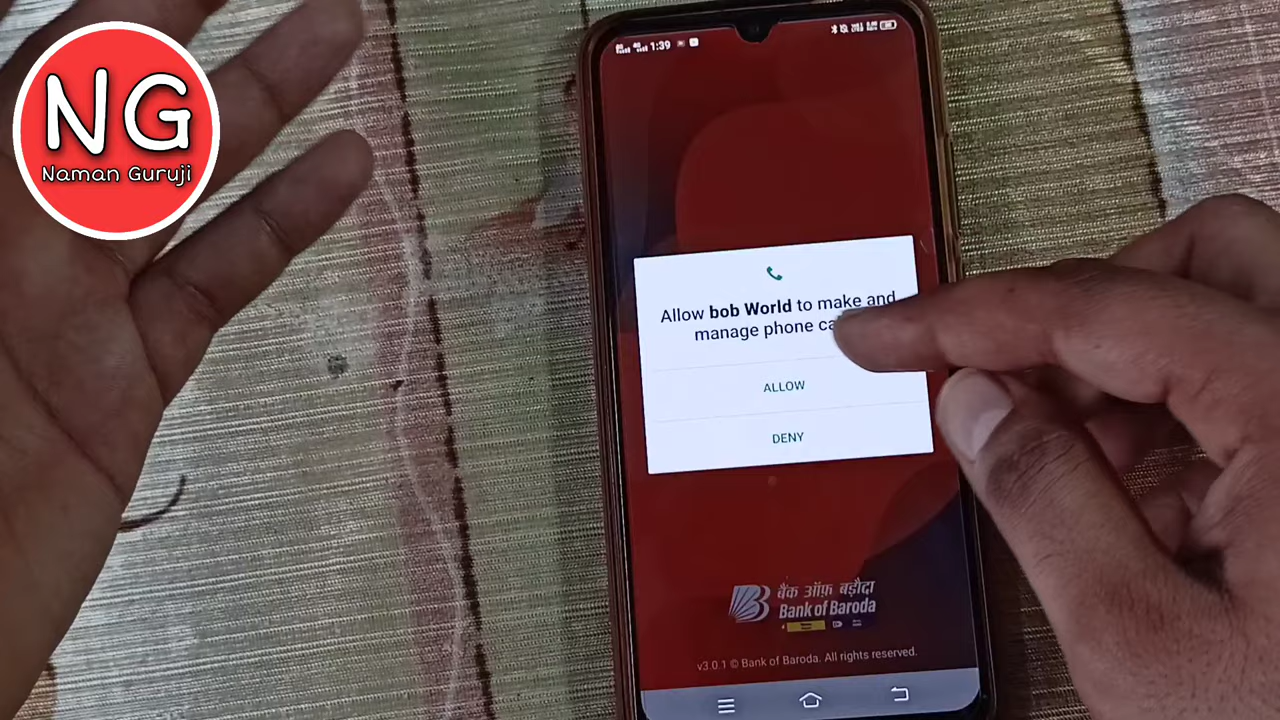 NG
Naman Guruji
1:39
Allow bob World to make and
manage phone
ALLOW
DENY
बैंक ऑफ़ बड़ौदा
Bank of Baroda
v3.0.1 © Bank of Baroda. All rights reserved.